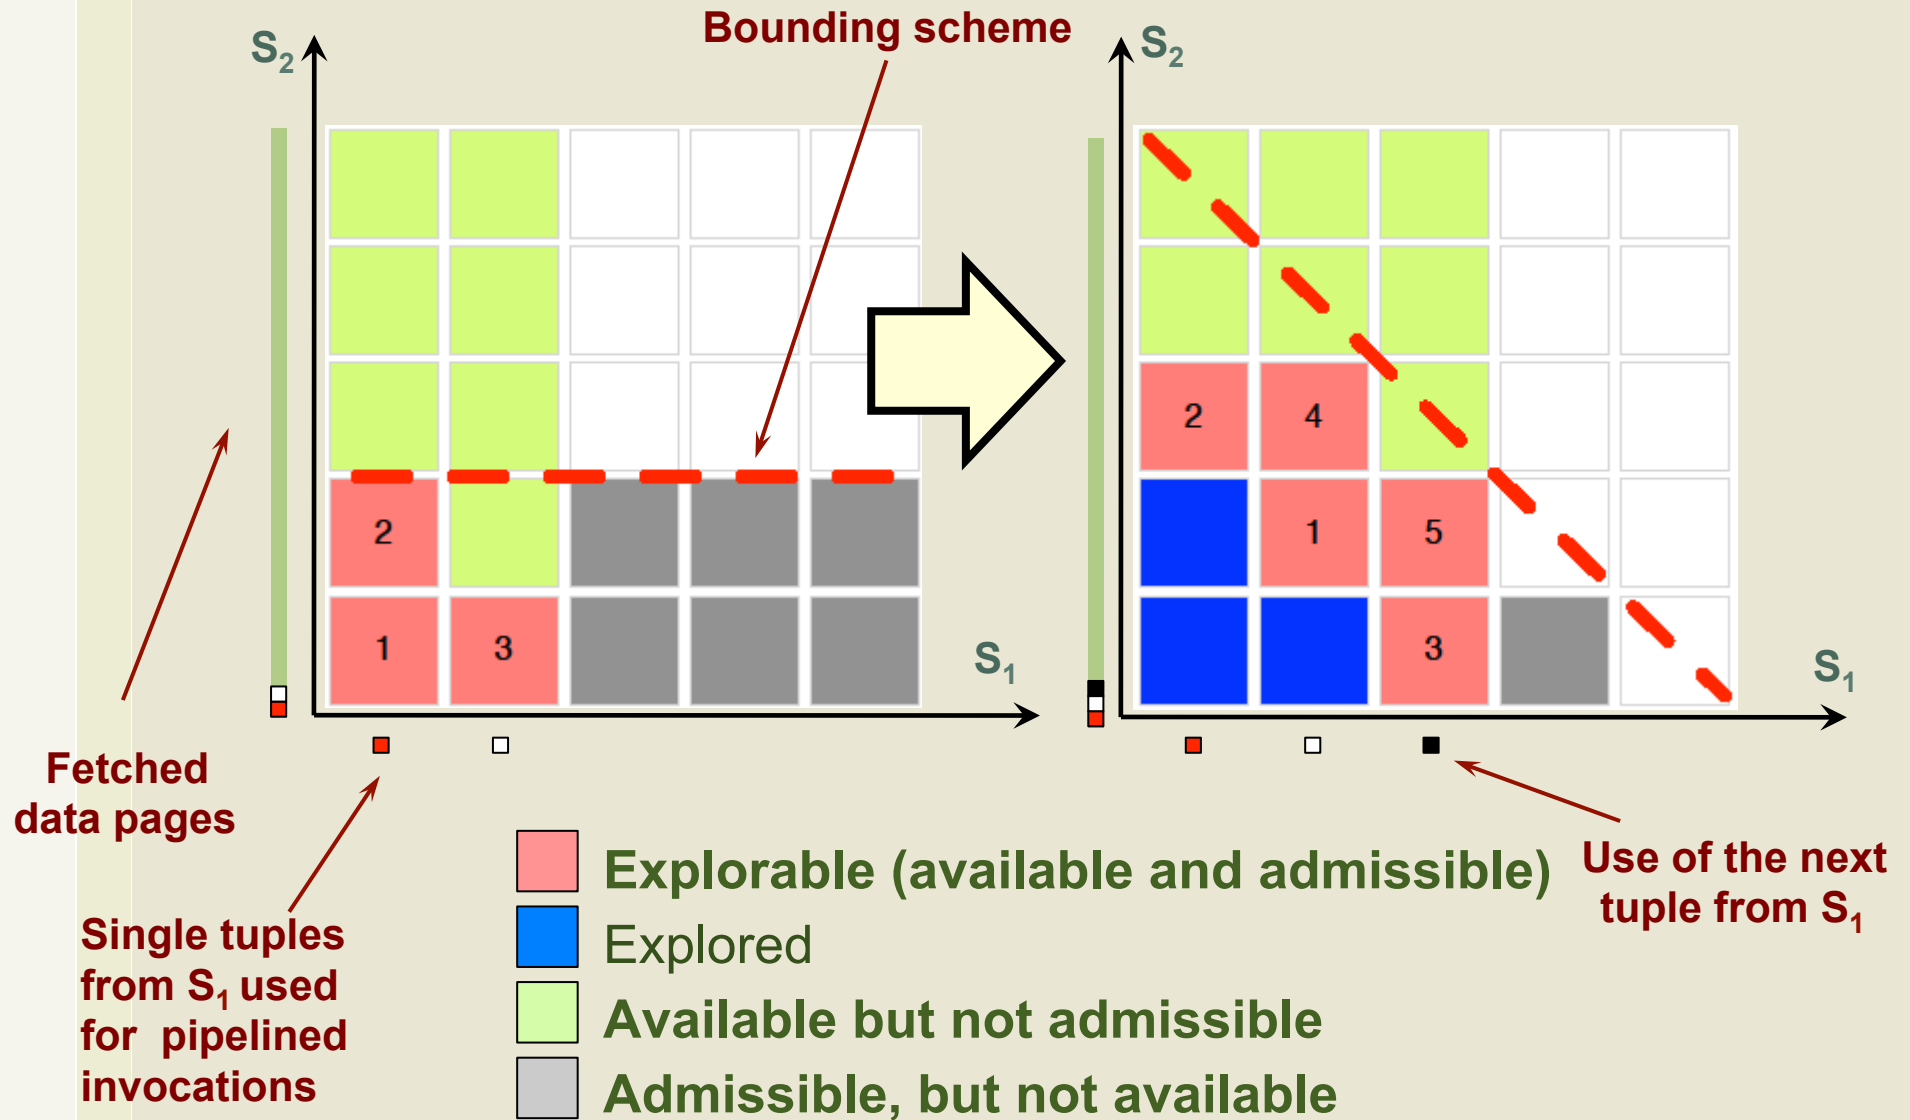 Bounding scheme
S2
S2
2
4
2
1
5
1
3
3
S1
S1
Fetched
data pages
Single tuples
from S1 used
for pipelined
invocations
Explorable (available and admissible)
Explored
Available but not admissible
Admissible, but not available
Use of the next
tuple from S1